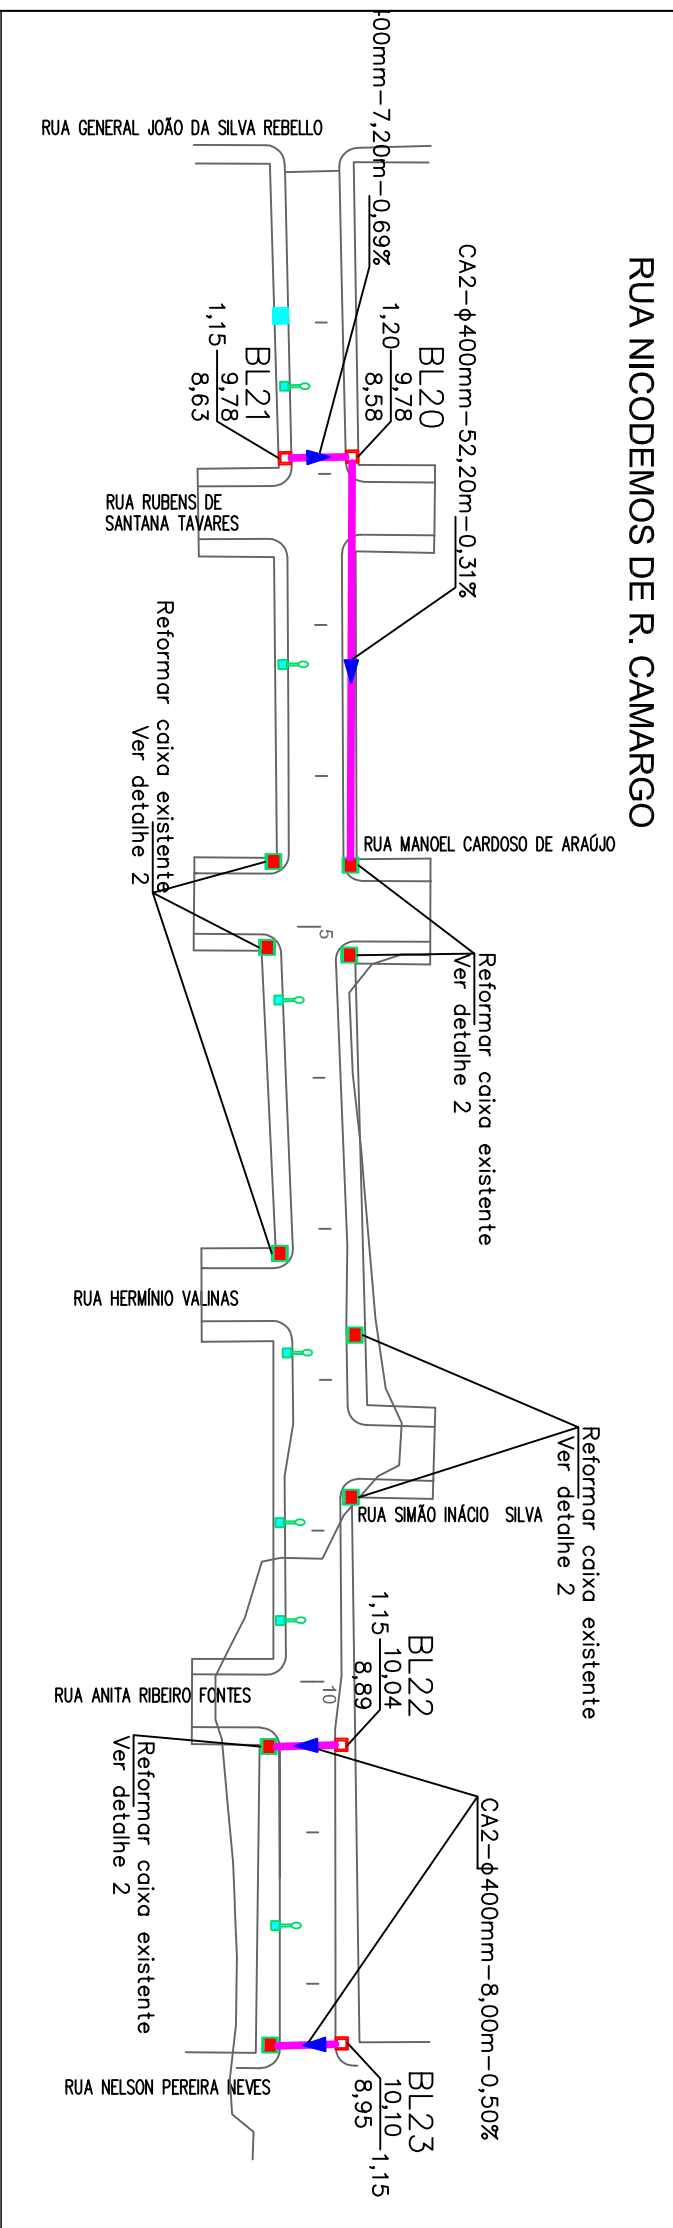 RUA NICODEMOS DE R. CAMARGO
00mm-7,20m-0,69%
RUA GENERAL JOÃO DA SILVA REBELLO
CA2-ϕ400mm-52,20m-0,31%
BL20
1,20
9,78
8,58
BL21
1,15
9,78
8,63
RUA RUBENS DE
SANTANA TAVARES
Reformar caixa existente
Ver detalhe 2
RUA MANOEL CARDOSO DE ARAÚJO
5
Reformar caixa existente
Ver detalhe 2
RUA HERMÍNIO VALINAS
Reformar caixa existente
Ver detalhe 2
RUA SIMÃO INÁCIO SILVA
BL22
1,15
10,04
8,89
10
RUA ANITA RIBEIRO FONTES
Reformar caixa existente
Ver detalhe 2
CA2-ϕ400mm-8,00m-0,50%
BL23
10,10
8,95
1,15
RUA NELSON PEREIRA NEVES